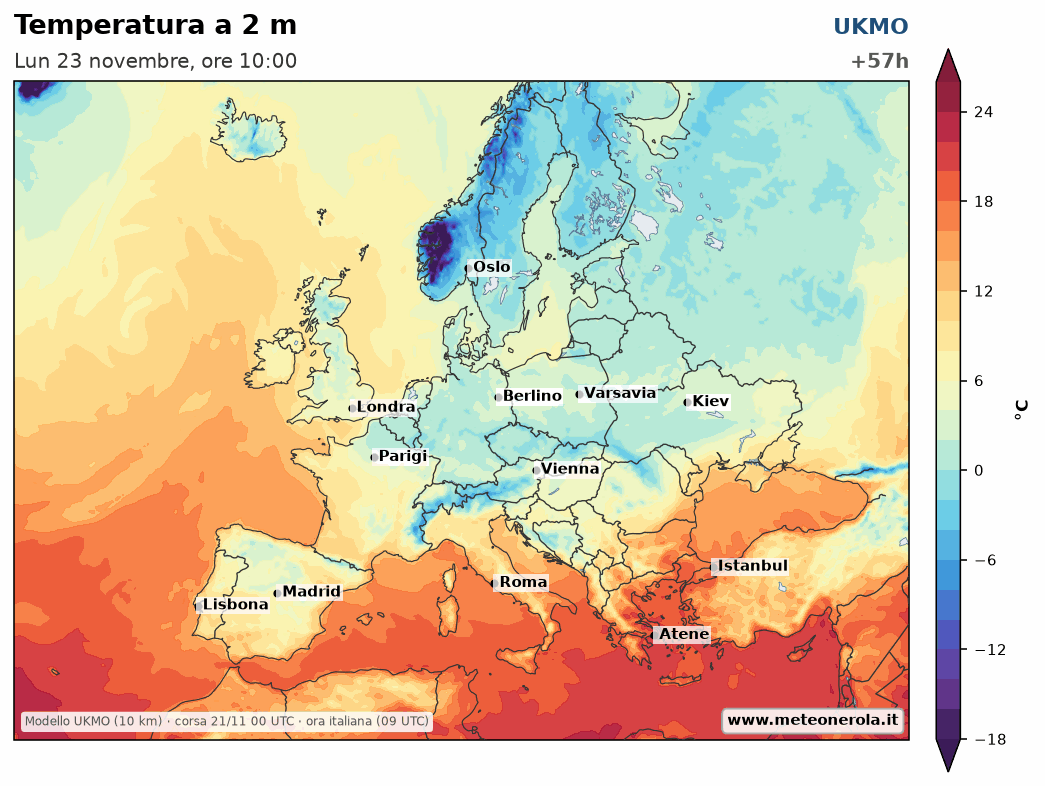 Temperatura a 2 m
UKMO
Lun 23 novembre, ore 10:00
+57h
24
18
12
6
0
−6
−12
−18
°C
Oslo
Berlino
Varsavia
Kiev
Londra
Parigi
Vienna
Istanbul
Roma
Madrid
Lisbona
Atene
Modello UKMO (10 km) · corsa 21/11 00 UTC · ora italiana (09 UTC)
www.meteonerola.it